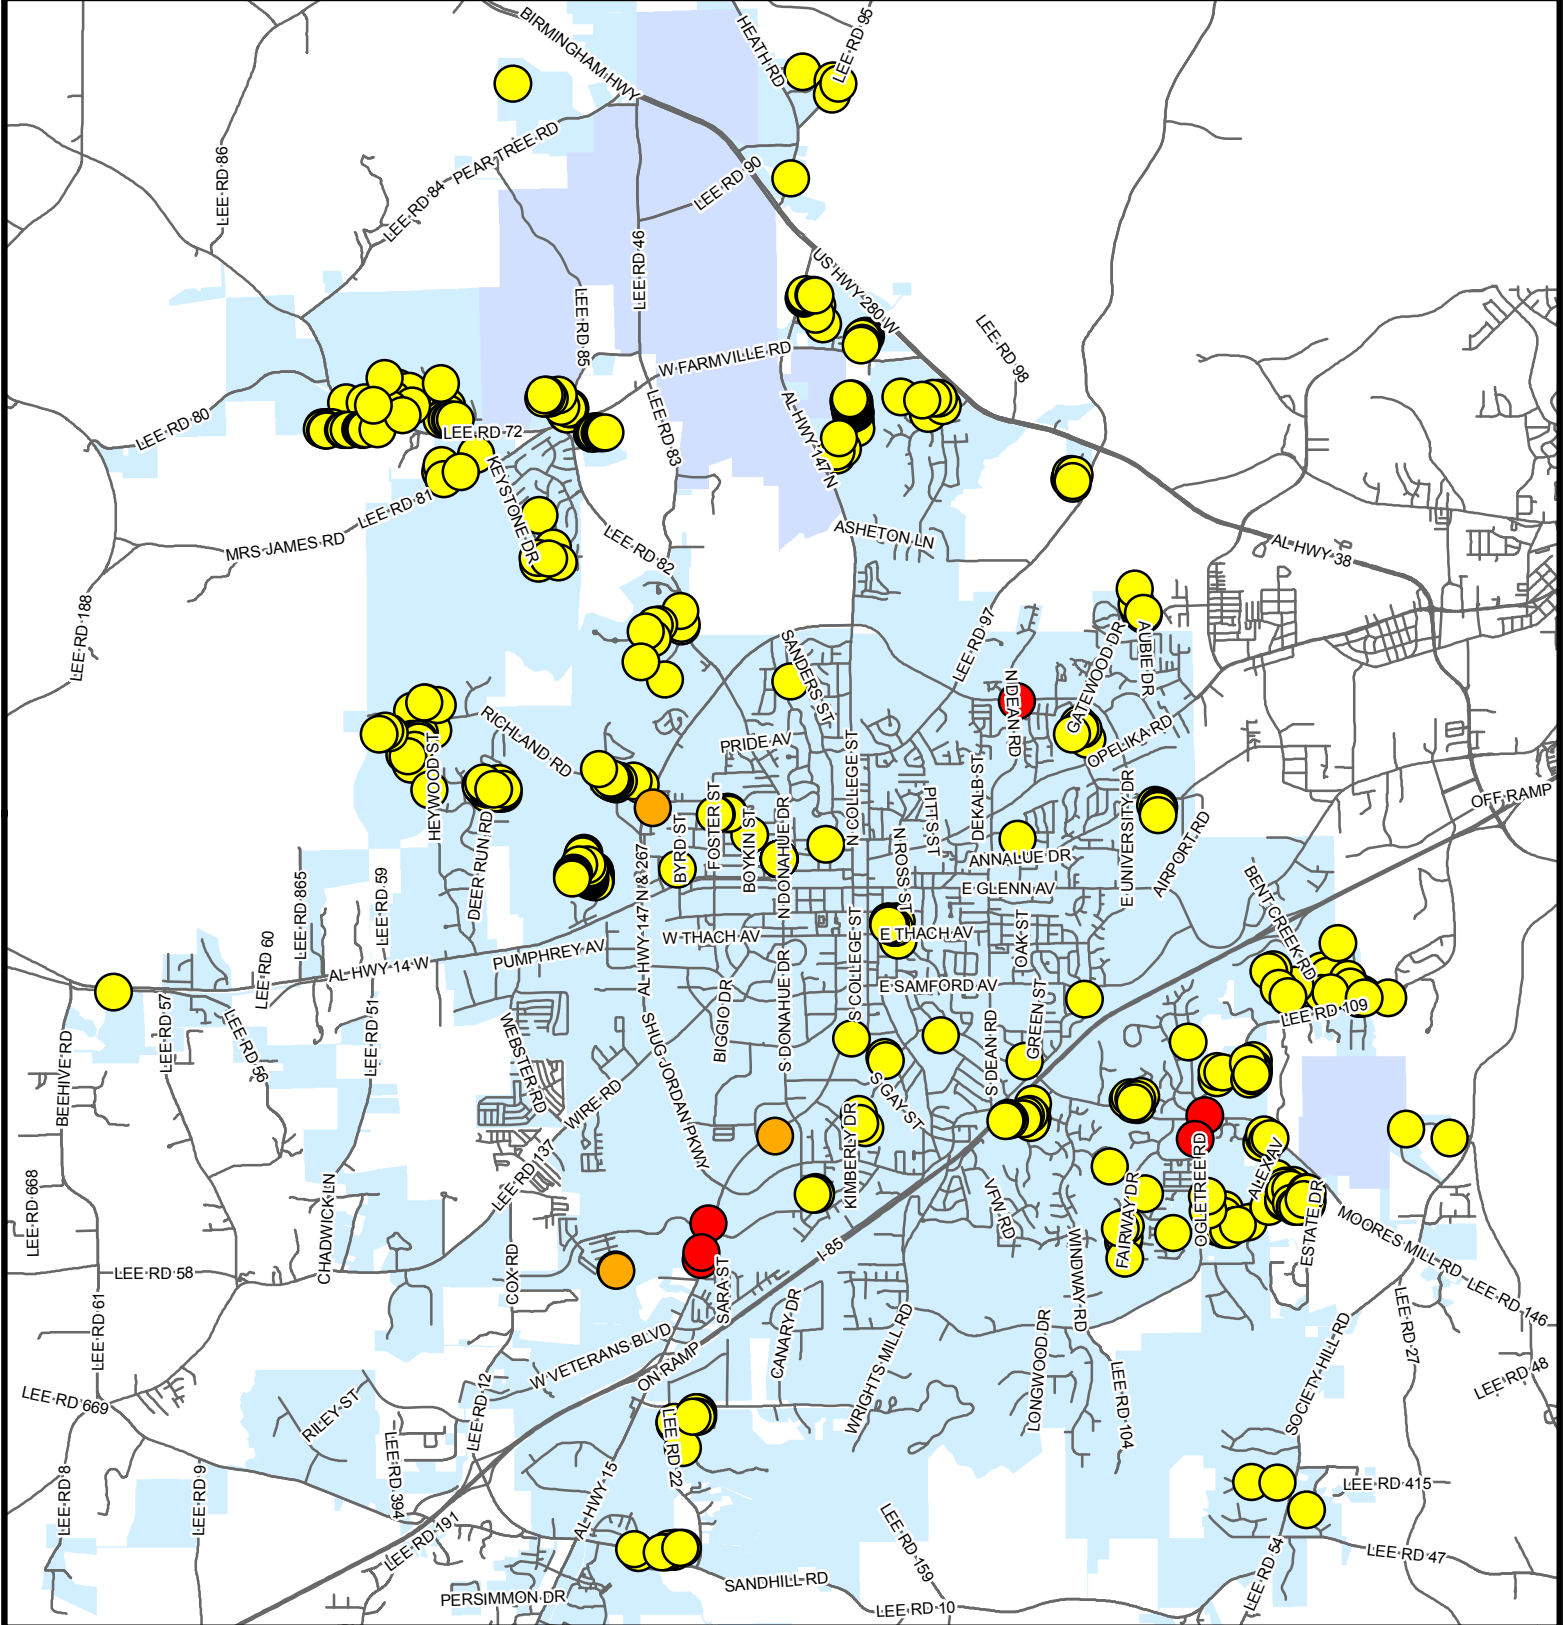 BIRMINGHAM HWY
HEATH RD
LEE RD 95
LEE RD 86
PEAR TREE RD
LEE RD 84
LEE RD 90
LEE RD 46
US HWY 280 W
LEE RD 85
LEE RD 98
W FARMVILLE RD
LEE RD 80
LEE RD 72
LEE RD 83
AL HWY 147 N
KEYSTONE DR
LEE RD 81
MRS JAMES RD
LEE RD 82
ASHETON LN
AL HWY 38
LEE RD 188
LEE RD 97
SANDERS ST
GATEWOOD DR
AUBIE DR
N DEAN RD
RICHLAND RD
PRIDE AV
OPELIKA RD
HEYWOOD ST
N COLLEGE ST
DEKALB ST
PITTS ST
OFF RAMP
DEER RUN RD
FOSTER ST
BYRD ST
BOYKIN ST
N DONAHUE DR
N ROSS ST
ANNALUE DR
E UNIVERSITY DR
AIRPORT RD
LEE RD 865
LEE RD 59
AL HWY 147 N & 267
E GLENN AV
BENT CREEK RD
LEE RD 60
AL HWY 14 W
PUMPHREY AV
W THACH AV
E THACH AV
OAK ST
S COLLEGE ST
S DONAHUE DR
E SAMFORD AV
BIGGIO DR
GREEN ST
LEE RD 109
LEE RD 57
LEE RD 56
LEE RD 51
BEEHIVE RD
WEBSTER RD
WIRE RD
SHUG JORDAN PKWY
S DEAN RD
S GAY ST
KIMBERLY DR
LEE RD 137
LEE RD 668
CHADWICK LN
COX RD
SARA ST
I-85
VFW RD
WINDWAY RD
FAIRWAY DR
OGLETREE RD
ALEX AV
ESTATE DR
MOORES MILL RD
LEE RD 146
LEE RD 58
LEE RD 61
W VETERANS BLVD
ON RAMP
CANARY DR
WRIGHTS MILL RD
LONGWOOD DR
LEE RD 104
SOCIETY HILL RD
LEE RD 27
LEE RD 48
LEE RD 669
RILEY ST
LEE RD 12
LEE RD 394
LEE RD 22
LEE RD 8
LEE RD 9
LEE RD 191
AL HWY 15
LEE RD 415
LEE RD 159
LEE RD 54
LEE RD 47
PERSIMMON DR
SANDHILL RD
LEE RD 10